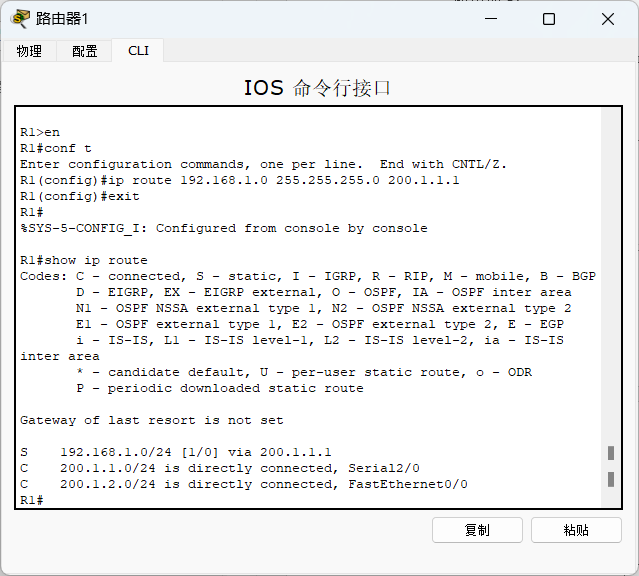 路由器1
物理 配置 CLI
IOS 命令行接口
R1>en
R1#conf t
Enter configuration commands, one per line.  End with CNTL/Z.
R1(config)#ip route 192.168.1.0 255.255.255.0 200.1.1.1
R1(config)#exit
R1#
%SYS-5-CONFIG_I: Configured from console by console
R1#show ip route
Codes: C - connected, S - static, I - IGRP, R - RIP, M - mobile, B - BGP
       D - EIGRP, EX - EIGRP external, O - OSPF, IA - OSPF inter area
       N1 - OSPF NSSA external type 1, N2 - OSPF NSSA external type 2
       E1 - OSPF external type 1, E2 - OSPF external type 2, E - EGP
       i - IS-IS, L1 - IS-IS level-1, L2 - IS-IS level-2, ia - IS-IS
inter area
       * - candidate default, U - per-user static route, o - ODR
       P - periodic downloaded static route
Gateway of last resort is not set
S    192.168.1.0/24 [1/0] via 200.1.1.1
C    200.1.1.0/24 is directly connected, Serial2/0
C    200.1.2.0/24 is directly connected, FastEthernet0/0
R1#
复制 粘贴